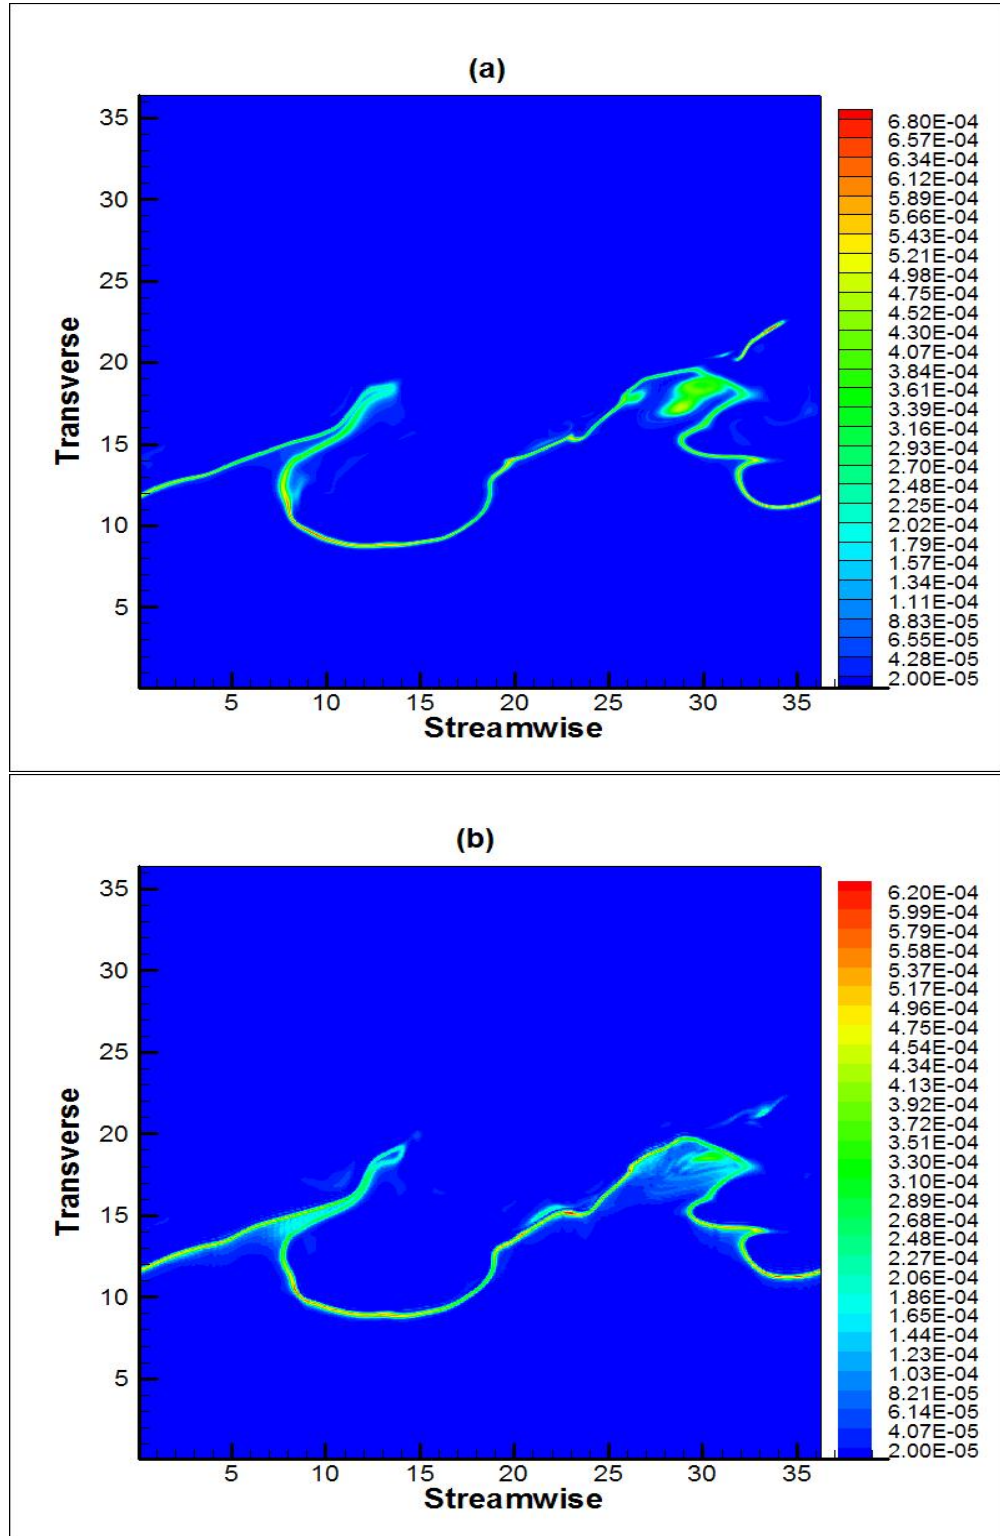 (a)
35
30
25
20
15
10
5
Transverse
5 10 15 20 25 30 35
Streamwise
6.80E-04
6.57E-04
6.34E-04
6.12E-04
5.89E-04
5.66E-04
5.43E-04
5.21E-04
4.98E-04
4.75E-04
4.52E-04
4.30E-04
4.07E-04
3.84E-04
3.61E-04
3.39E-04
3.16E-04
2.93E-04
2.70E-04
2.48E-04
2.25E-04
2.02E-04
1.79E-04
1.57E-04
1.34E-04
1.11E-04
8.83E-05
6.55E-05
4.28E-05
2.00E-05
(b)
35
30
25
20
15
10
5
Transverse
5 10 15 20 25 30 35
Streamwise
6.20E-04
5.99E-04
5.79E-04
5.58E-04
5.37E-04
5.17E-04
4.96E-04
4.75E-04
4.54E-04
4.34E-04
4.13E-04
3.92E-04
3.72E-04
3.51E-04
3.30E-04
3.10E-04
2.89E-04
2.68E-04
2.48E-04
2.27E-04
2.06E-04
1.86E-04
1.65E-04
1.44E-04
1.23E-04
1.03E-04
8.21E-05
6.14E-05
4.07E-05
2.00E-05